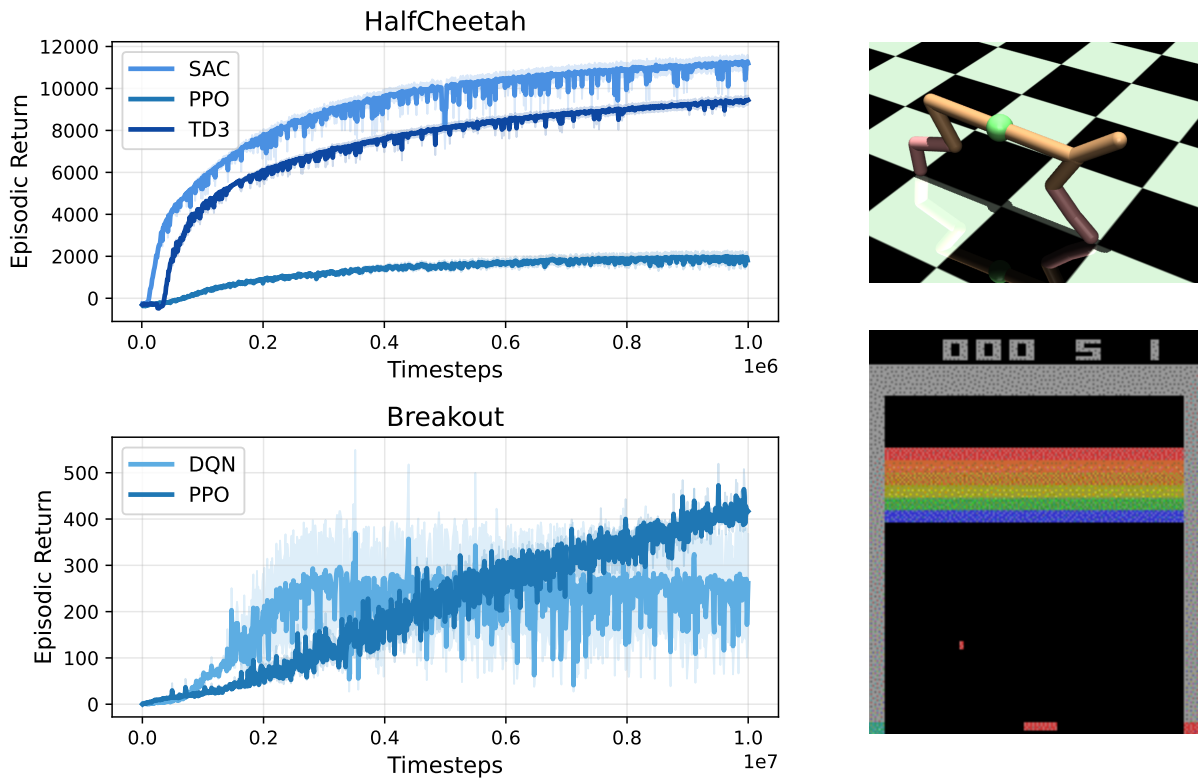 HalfCheetah
12000
10000
8000
6000
4000
2000
0
Episodic Return
SAC
PPO
TD3
0.0 0.2 0.4 0.6 0.8 1.0
1e6
Timesteps
Breakout
500
400
300
200
100
0
Episodic Return
DQN
PPO
0.0 0.2 0.4 0.6 0.8 1.0
1e7
Timesteps
000 5 1